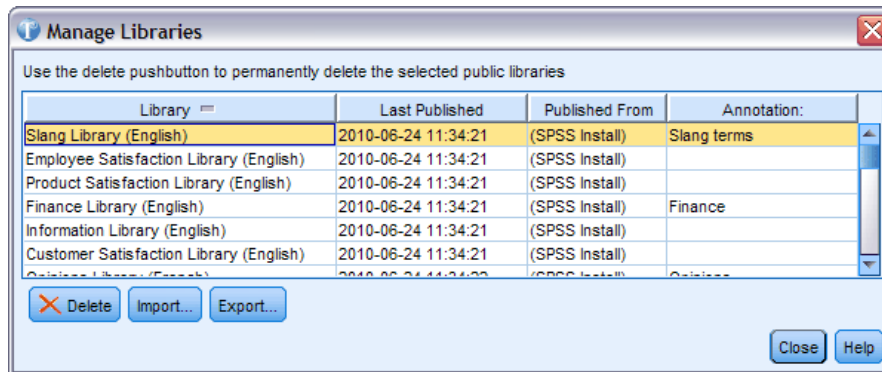 Manage Libraries
Use the delete pushbutton to permanently delete the selected public libraries
Library Last Published Published From Annotation:
Slang Library (English) 2010-06-24 11:34:21 (SPSS Install) Slang terms
Employee Satisfaction Library (English) 2010-06-24 11:34:21 (SPSS Install)
Product Satisfaction Library (English) 2010-06-24 11:34:21 (SPSS Install)
Finance Library (English) 2010-06-24 11:34:21 (SPSS Install) Finance
Information Library (English) 2010-06-24 11:34:21 (SPSS Install)
Customer Satisfaction Library (English) 2010-06-24 11:34:21 (SPSS Install)
Delete Import... Export...
Close Help